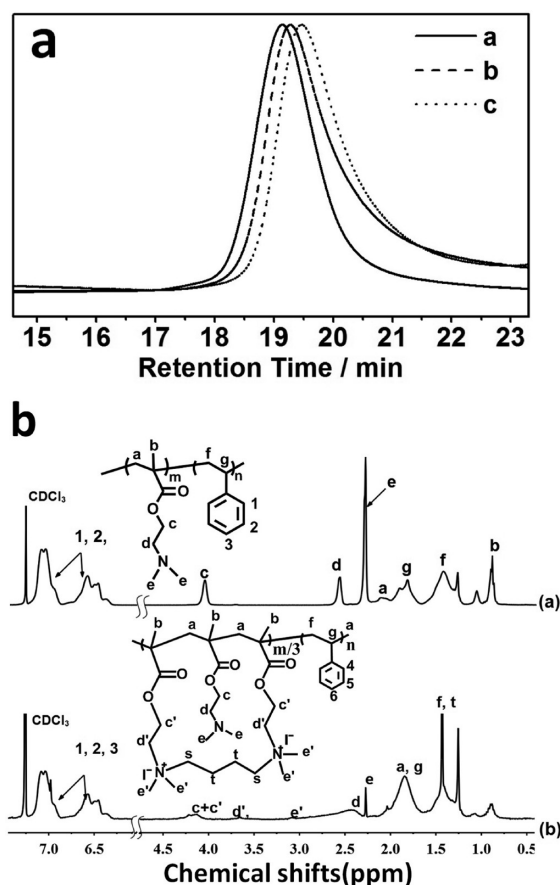 a
a
b
c
15 16 17 18 19 20 21 22 23
Retention Time / min
b
CDCl₃
1, 2,
a b f g
m n
O O
c
d
N
e e
1
2
3
c
d
e
a
g
f
b
(a)
b a b a b f g a
m/3 n
O O O O O O
4
5
6
c' c c'
d' d d'
N
e e
I⁻ N⁺ s t t s N⁺ I⁻
e' e' e' e'
CDCl₃
1, 2, 3
c+c'
d',
e'
d
e
a, g
f, t
(b)
7.0 6.5 4.5 4.0 3.5 3.0 2.5 2.0 1.5 1.0 0.5
Chemical shifts(ppm)